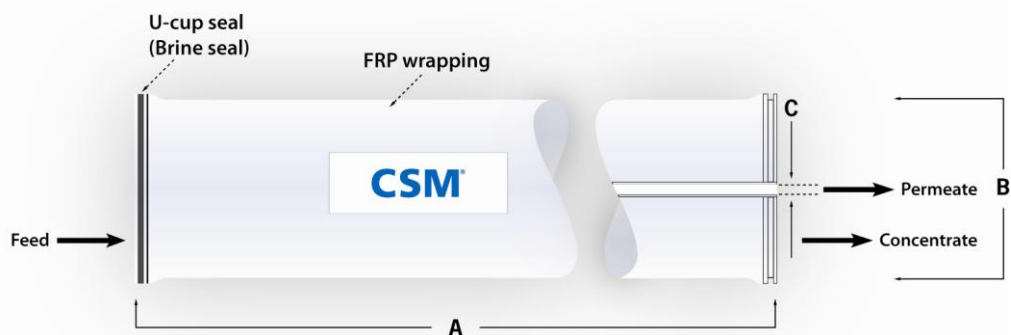 U-cup seal
(Brine seal)
FRP wrapping
C
CSM®
Permeate
B
Feed
Concentrate
A